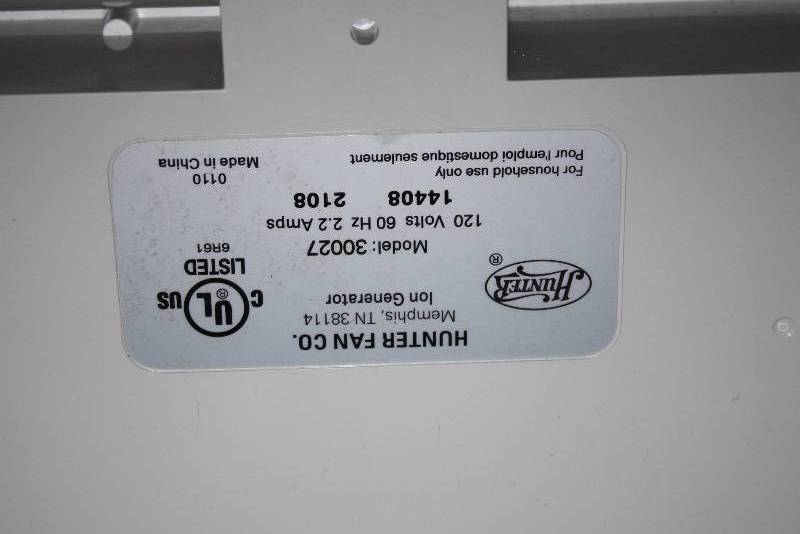 HUNTER FAN CO.
Memphis, TN 38114
Ion Generator
HUNTER ®
Model: 30027
120 Volts 60 Hz 2.2 Amps
14408 2108
For household use only
Pour l'emploi domestique seulement
C UL ® US
LISTED
6R61
0110
Made in China